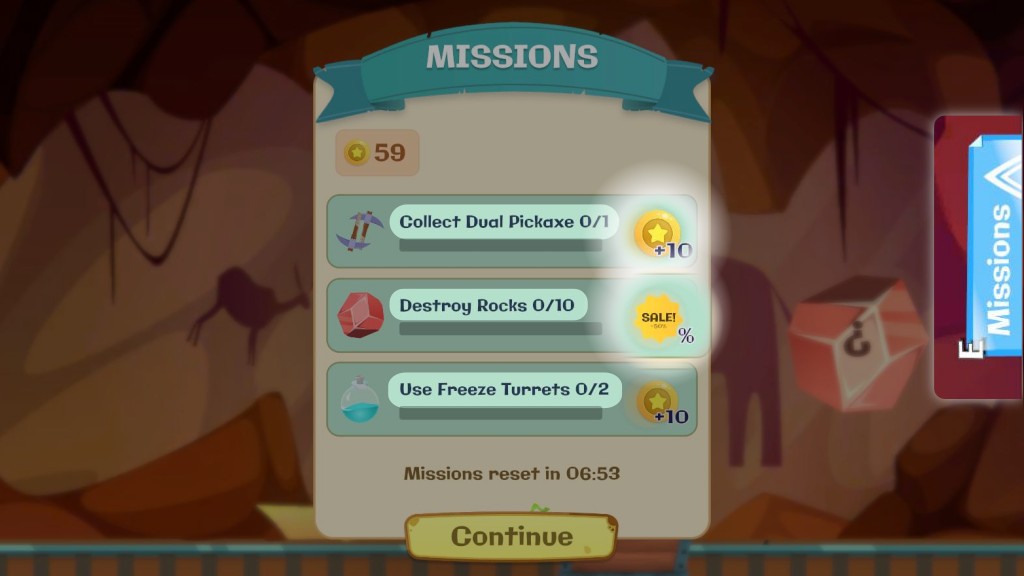 MISSIONS
59
Collect Dual Pickaxe 0/1
+10
Destroy Rocks 0/10
SALE!
-50%
%
Use Freeze Turrets 0/2
+10
Missions reset in 06:53
Continue
?
Missions
E